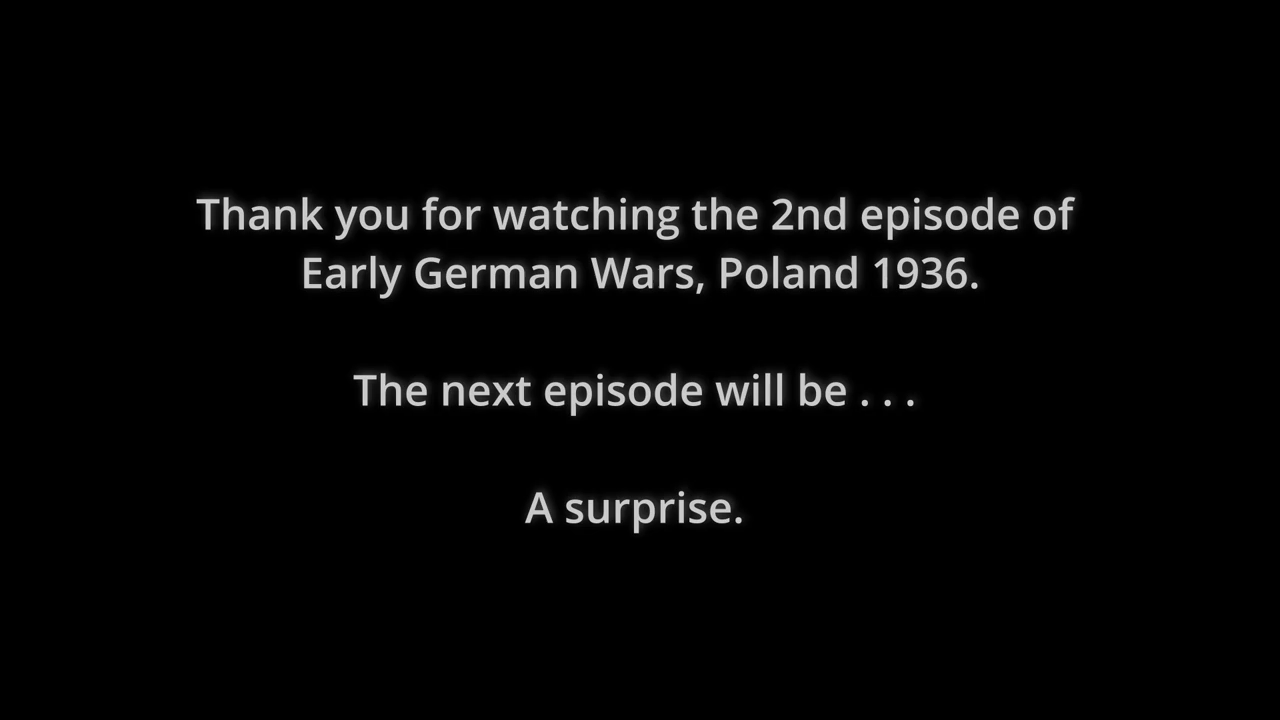 Thank you for watching the 2nd episode of
Early German Wars, Poland 1936.
The next episode will be . . .
A surprise.